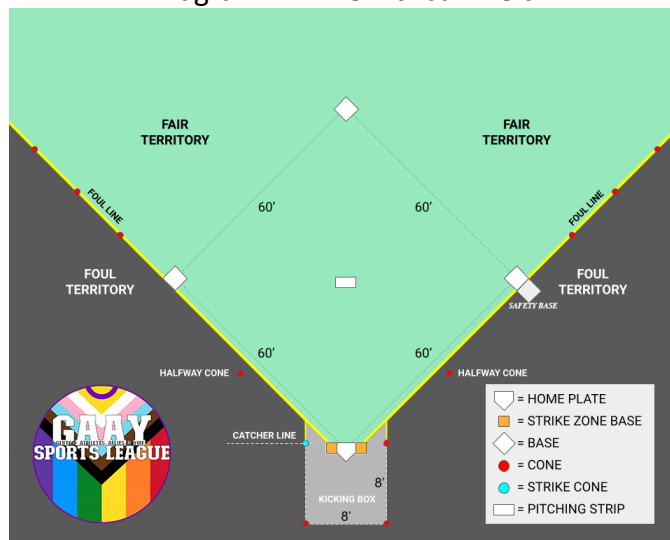 FAIR
TERRITORY
FAIR
TERRITORY
FOUL LINE
FOUL LINE
60'
60'
FOUL
TERRITORY
FOUL
TERRITORY
SAFETY BASE
60'
60'
HALFWAY CONE
HALFWAY CONE
GAAY
SPORTS LEAGUE
CATCHER LINE
8'
KICKING BOX
8'
= HOME PLATE
= STRIKE ZONE BASE
= BASE
= CONE
= STRIKE CONE
= PITCHING STRIP